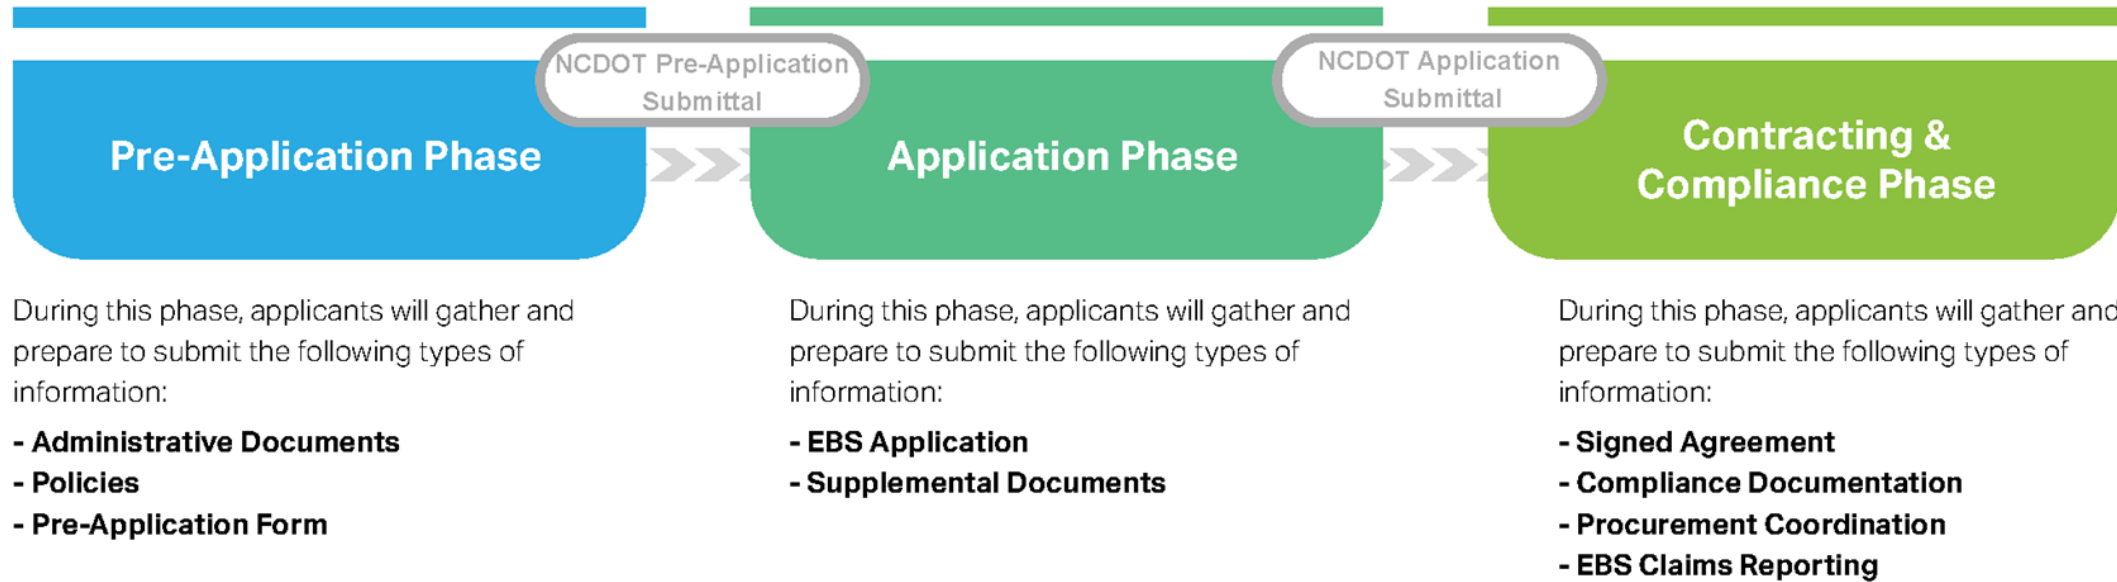 NCDOT Pre-Application
Submittal
NCDOT Application
Submittal
Pre-Application Phase
Application Phase
Contracting &
Compliance Phase
During this phase, applicants will gather and
prepare to submit the following types of
information:
- Administrative Documents
- Policies
- Pre-Application Form
During this phase, applicants will gather and
prepare to submit the following types of
information:
- EBS Application
- Supplemental Documents
During this phase, applicants will gather and
prepare to submit the following types of
information:
- Signed Agreement
- Compliance Documentation
- Procurement Coordination
- EBS Claims Reporting